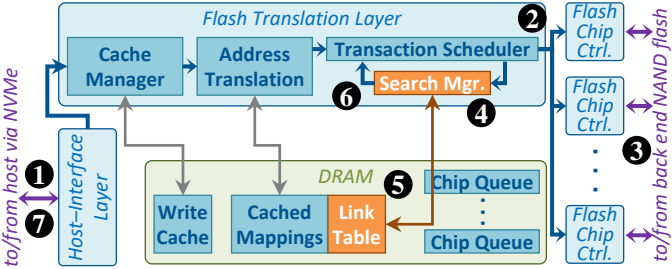 Flash Translation Layer
2
Cache
Manager
Address
Translation
Transaction Scheduler
Search Mgr.
6
4
Flash
Chip
Ctrl.
Flash
Chip
Ctrl.
3
Flash
Chip
Ctrl.
to/from back end NAND flash
to/from host via NVMe
1
7
Host–Interface
Layer
DRAM
5
Write
Cache
Cached
Mappings
Link
Table
Chip Queue
Chip Queue